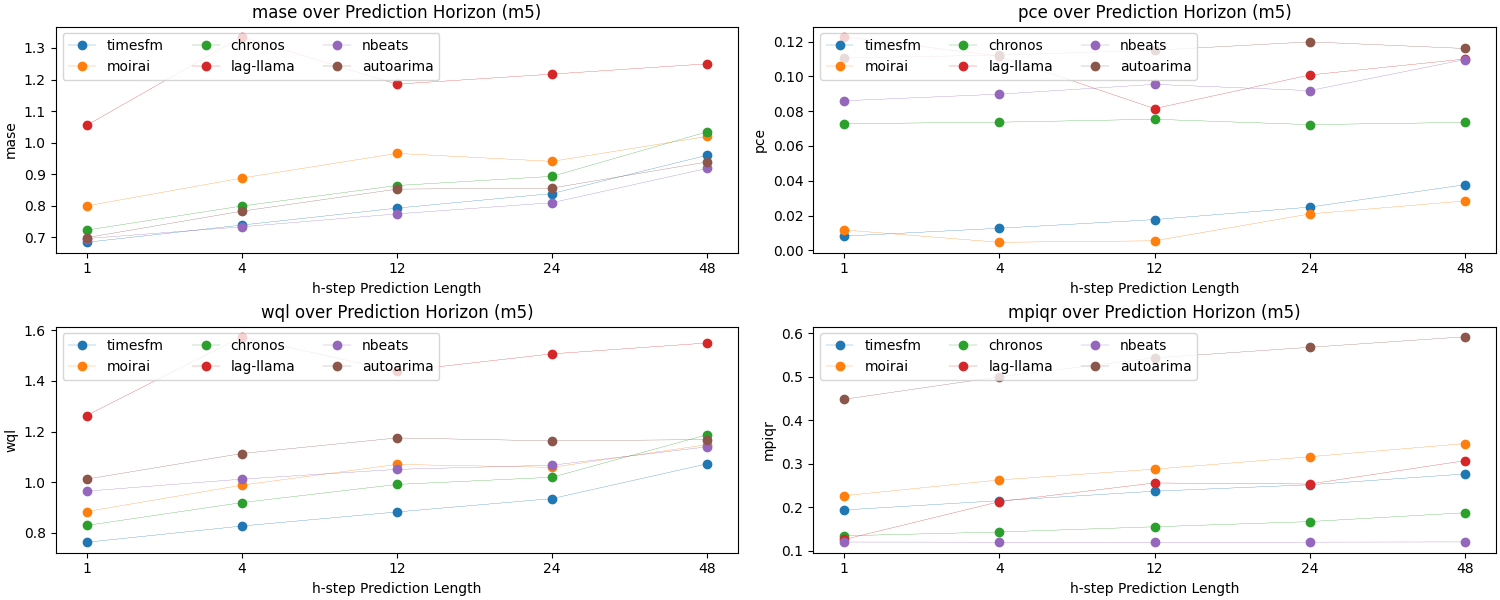 mase over Prediction Horizon (m5)
timesfm chronos nbeats
moirai lag-llama autoarima
1.3
1.2
1.1
1.0
0.9
0.8
0.7
mase
1 4 12 24 48
h-step Prediction Length
pce over Prediction Horizon (m5)
timesfm chronos nbeats
moirai lag-llama autoarima
0.12
0.10
0.08
0.06
0.04
0.02
0.00
pce
1 4 12 24 48
h-step Prediction Length
wql over Prediction Horizon (m5)
timesfm chronos nbeats
moirai lag-llama autoarima
1.6
1.4
1.2
1.0
0.8
wql
1 4 12 24 48
h-step Prediction Length
mpiqr over Prediction Horizon (m5)
timesfm chronos nbeats
moirai lag-llama autoarima
0.6
0.5
0.4
0.3
0.2
0.1
mpiqr
1 4 12 24 48
h-step Prediction Length